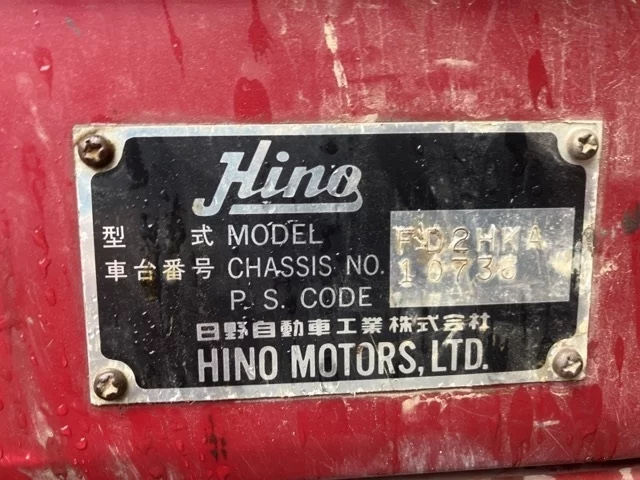 Hino
型式 MODEL FD2HKA
車台番号 CHASSIS NO. 10733
P. S. CODE
日野自動車工業株式会社
HINO MOTORS, LTD.